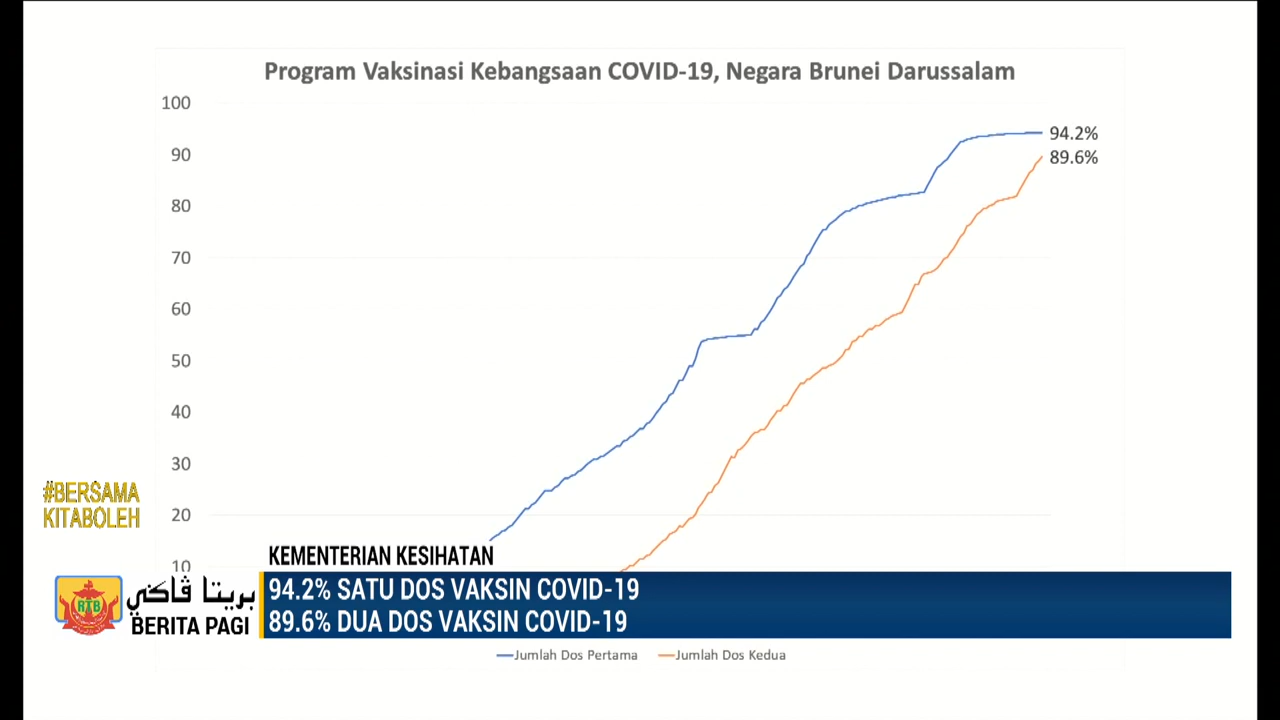 Program Vaksinasi Kebangsaan COVID-19, Negara Brunei Darussalam
100
90
80
70
60
50
40
30
20
10
94.2%
89.6%
#BERSAMA
KITABOLEH
KEMENTERIAN KESIHATAN
94.2% SATU DOS VAKSIN COVID-19
89.6% DUA DOS VAKSIN COVID-19
RTB
بريتا ڤاݢي
BERITA PAGI
Jumlah Dos Pertama
Jumlah Dos Kedua